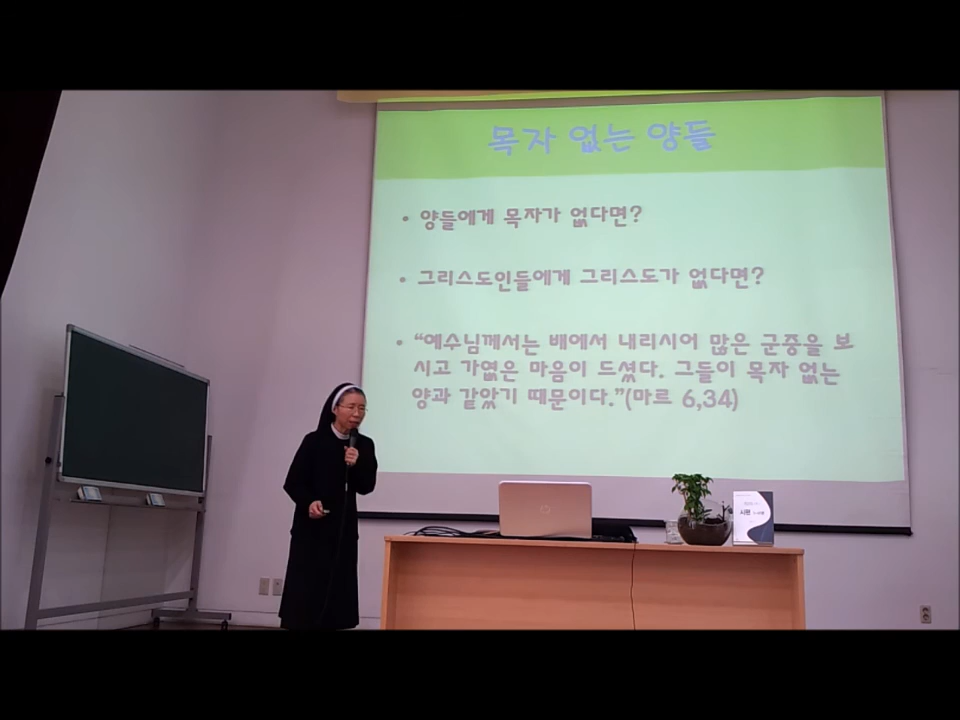 목자 없는 양들
• 양들에게 목자가 없다면?
• 그리스도인들에게 그리스도가 없다면?
• “예수님께서는 배에서 내리시어 많은 군중을 보
시고 가엾은 마음이 드셨다. 그들이 목자 없는
양과 같았기 때문이다.”(마르 6,34)
시편